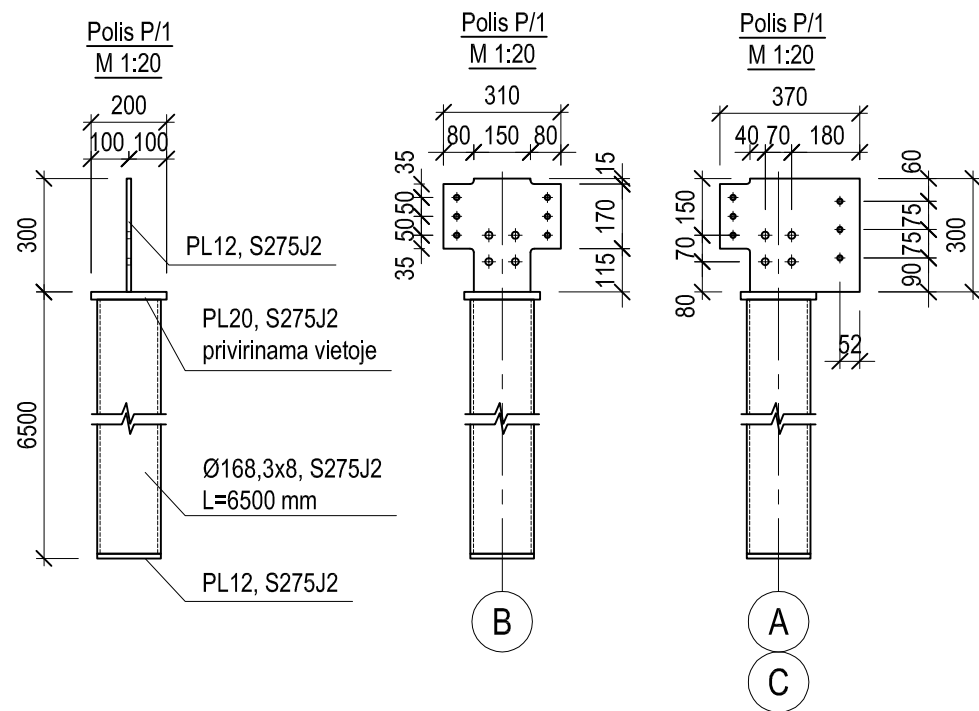 Polis P/1
M 1:20
200
100 100
300
6500
PL12, S275J2
PL20, S275J2
privirinama vietoje
Ø168,3x8, S275J2
L=6500 mm
PL12, S275J2
Polis P/1
M 1:20
310
80 150 80
35
50
50
35
15
170
115
B
Polis P/1
M 1:20
370
40 70 180
150
70
80
60
75
75
90
300
52
A
C